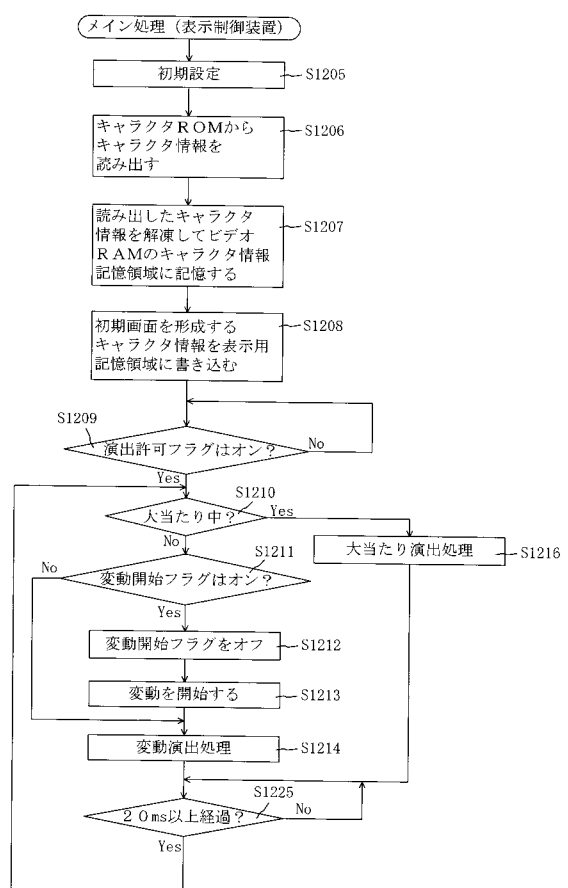 メイン処理（表示制御装置）
初期設定
S1205
キャラクタＲＯＭから
キャラクタ情報を
読み出す
S1206
読み出したキャラクタ
情報を解凍してビデオ
ＲＡＭのキャラクタ情報
記憶領域に記憶する
S1207
初期画面を形成する
キャラクタ情報を表示用
記憶領域に書き込む
S1208
S1209
演出許可フラグはオン？
No
Yes
S1210
大当たり中？
Yes
No
S1211
大当たり演出処理
S1216
No
変動開始フラグはオン？
Yes
変動開始フラグをオフ
S1212
変動を開始する
S1213
変動演出処理
S1214
S1225
２０ms以上経過？
No
Yes